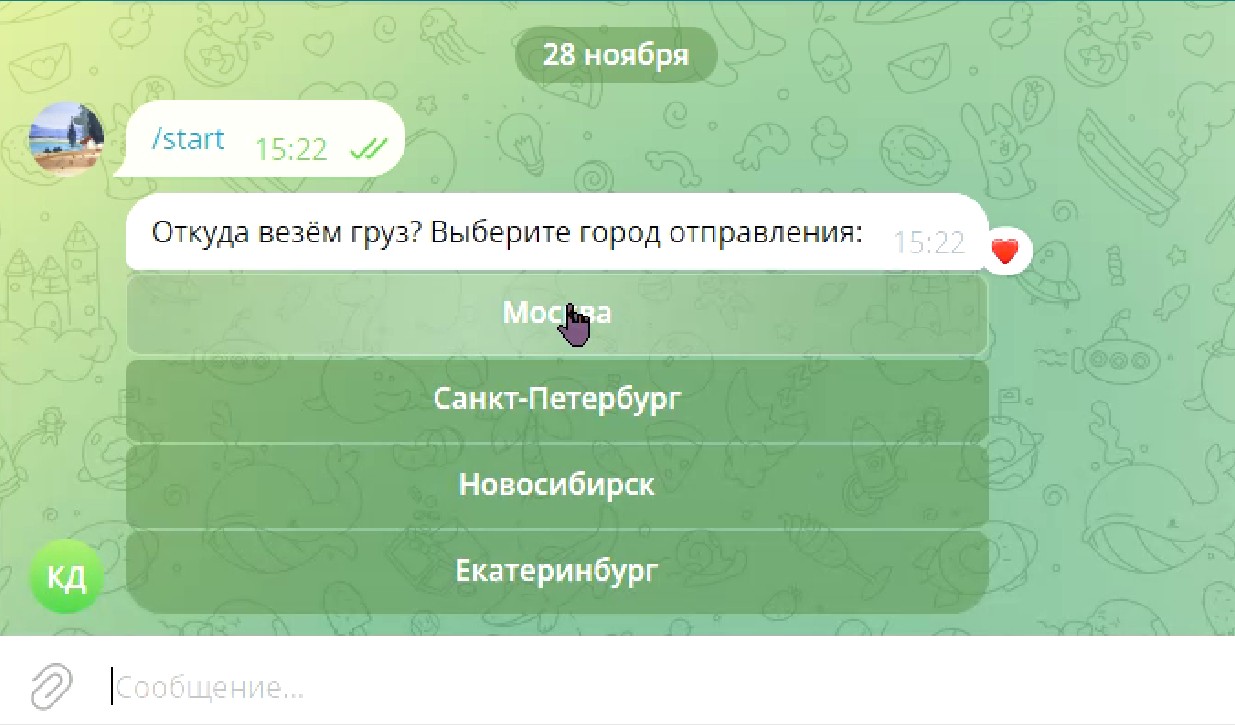 28 ноября
/start 15:22
Откуда везём груз? Выберите город отправления: 15:22
Москва
Санкт-Петербург
Новосибирск
Екатеринбург
КД
Сообщение...